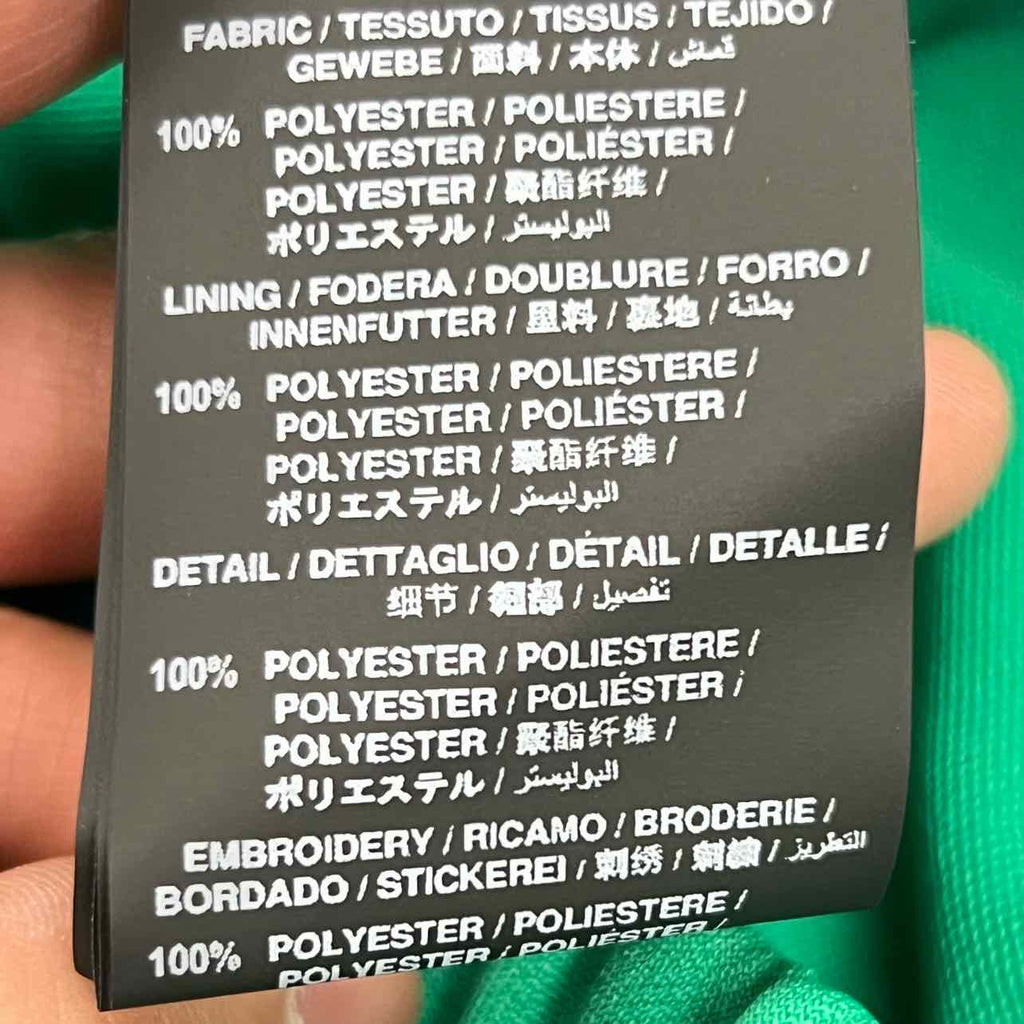 FABRIC / TESSUTO / TISSUS / TEJIDO /
GEWEBE / 面料 / 本体 / قماش
100% POLYESTER / POLIESTERE /
POLYESTER / POLIÉSTER /
POLYESTER / 聚酯纤维 /
ポリエステル / البوليستر
LINING / FODERA / DOUBLURE / FORRO /
INNENFUTTER / 里料 / 裏地 / بطانة
100% POLYESTER / POLIESTERE /
POLYESTER / POLIÉSTER /
POLYESTER / 聚酯纤维 /
ポリエステル / البوليستر
DETAIL / DETTAGLIO / DÉTAIL / DETALLE /
细节 / 細部 / تفصيل
100% POLYESTER / POLIESTERE /
POLYESTER / POLIÉSTER /
POLYESTER / 聚酯纤维 /
ポリエステル / البوليستر
EMBROIDERY / RICAMO / BRODERIE /
BORDADO / STICKEREI / 刺绣 / 刺繍 / التطريز
100% POLYESTER / POLIESTERE /
POLYESTER / POLIÉSTER /